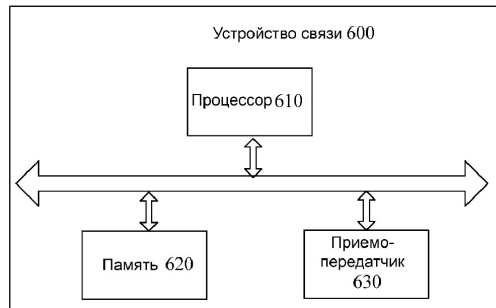 Устройство связи 600
Процессор 610
Память 620
Приемо-
передатчик
630